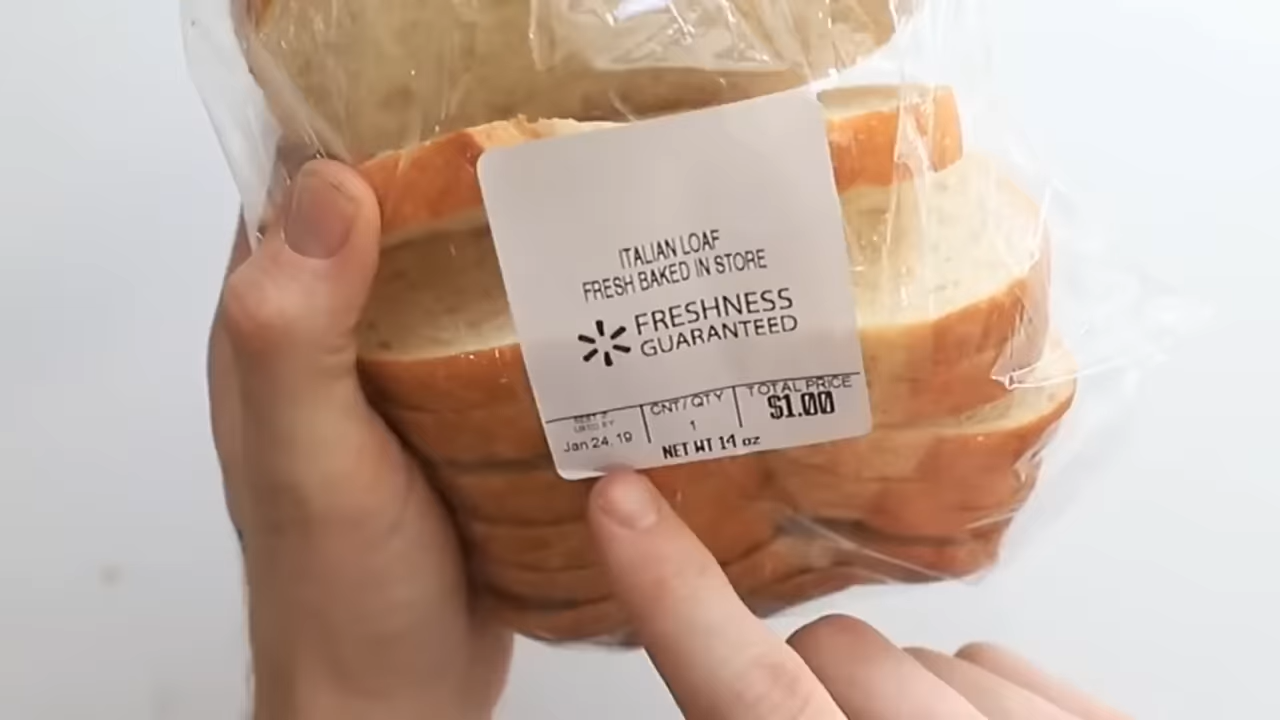 ITALIAN LOAF
FRESH BAKED IN STORE
FRESHNESS
GUARANTEED
CNT/QTY
TOTAL PRICE
Jan 24, 19
1
$1.00
NET WT 14 oz